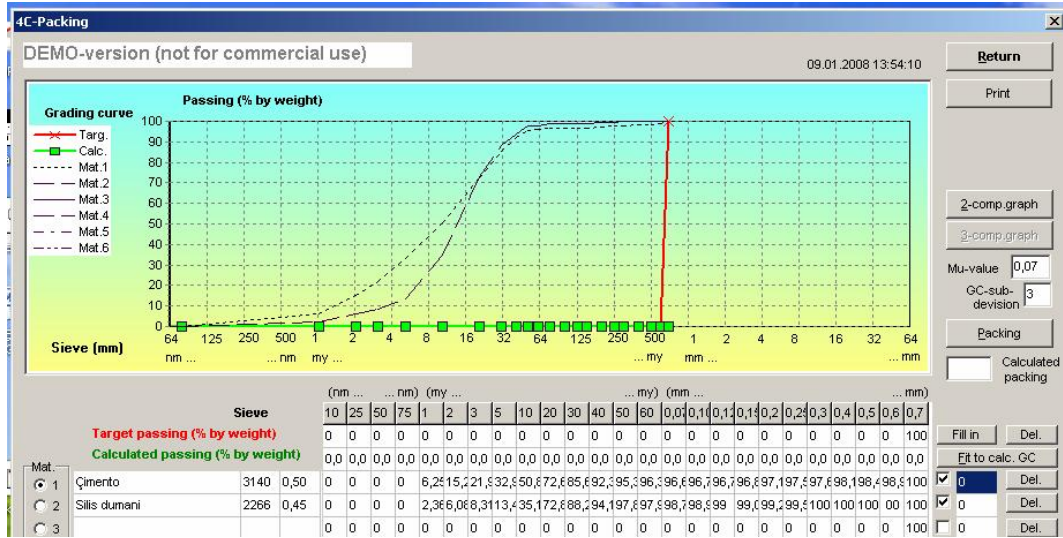 4C-Packing
DEMO-version (not for commercial use)
09.01.2008 13:54:10
Return
Print
Passing (% by weight)
Grading curve
Targ.
Calc.
Mat.1
Mat.2
Mat.3
Mat.4
Mat.5
Mat.6
100
90
80
70
60
50
40
30
20
10
0
64 125 250 500 1 2 4 8 16 32 64 125 250 500 1 2 4 8 16 32 64
nm ... ... nm my ... ... my mm ... ... mm
Sieve (mm)
2-comp.graph
3-comp.graph
Mu-value 0,07
GC-sub-devision 3
Packing
Calculated packing
(nm ... ... nm) (my ... ... my) (mm ... ... mm)
Sieve 10 25 50 75 1 2 3 5 10 20 30 40 50 60 0,2 0,3 0,4 0,5 0,6 0,7
Target passing (% by weight) 0 0 0 0 0 0 0 0 0 0 0 0 0 0 0 0 0 0 0 0 0 0 0 0 100
Fill in Del.
Calculated passing (% by weight) 0,0 0,0 0,0 0,0 0,0 0,0 0,0 0,0 0,0 0,0 0,0 0,0 0,0 0,0 0,0 0,0 0,0 0,0 0,0 0,0 0,0 0,0 0,0 0,0 0,0
Fit to calc. GC
Mat.
1 Çimento 3140 0,50 0 0 0 0 100 0 Del.
2 Silis dumani 2266 0,45 0 0 0 0 99 100 100 100 00 100 0 Del.
3 0 0 0 0 0 0 0 0 0 0 0 0 0 0 0 0 0 0 0 0 0 0 0 0 100 0 Del.